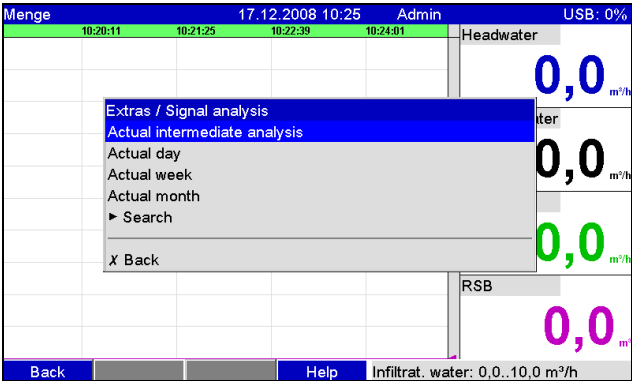 Menge 17.12.2008 10:25 Admin USB: 0%
10:20:11 10:21:25 10:22:39 10:24:01
Headwater
0,0 m³/h
Extras / Signal analysis
Actual intermediate analysis
Actual day
Actual week
Actual month
► Search
✗ Back
ter
0,0 m³/h
0,0 m³/h
RSB
0,0
Back Help Infiltrat. water: 0,0..10,0 m³/h